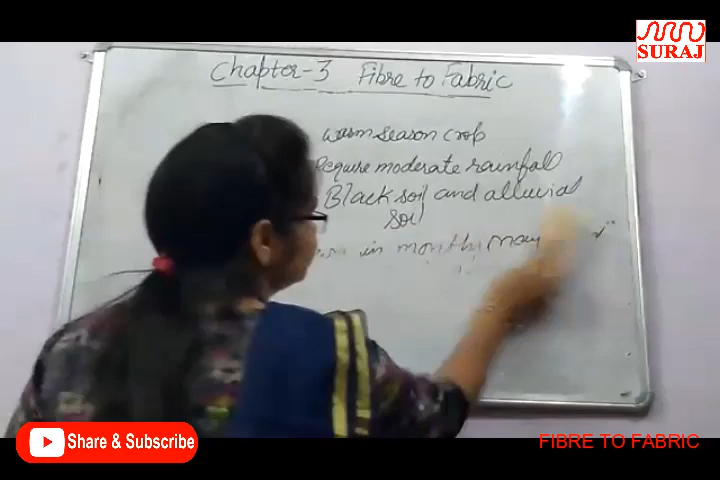 SURAJ
Chapter-3 Fibre to Fabric
warm season crop
Require moderate rainfall
Black soil and alluvial
soil
in month may
Share & Subscribe
FIBRE TO FABRIC